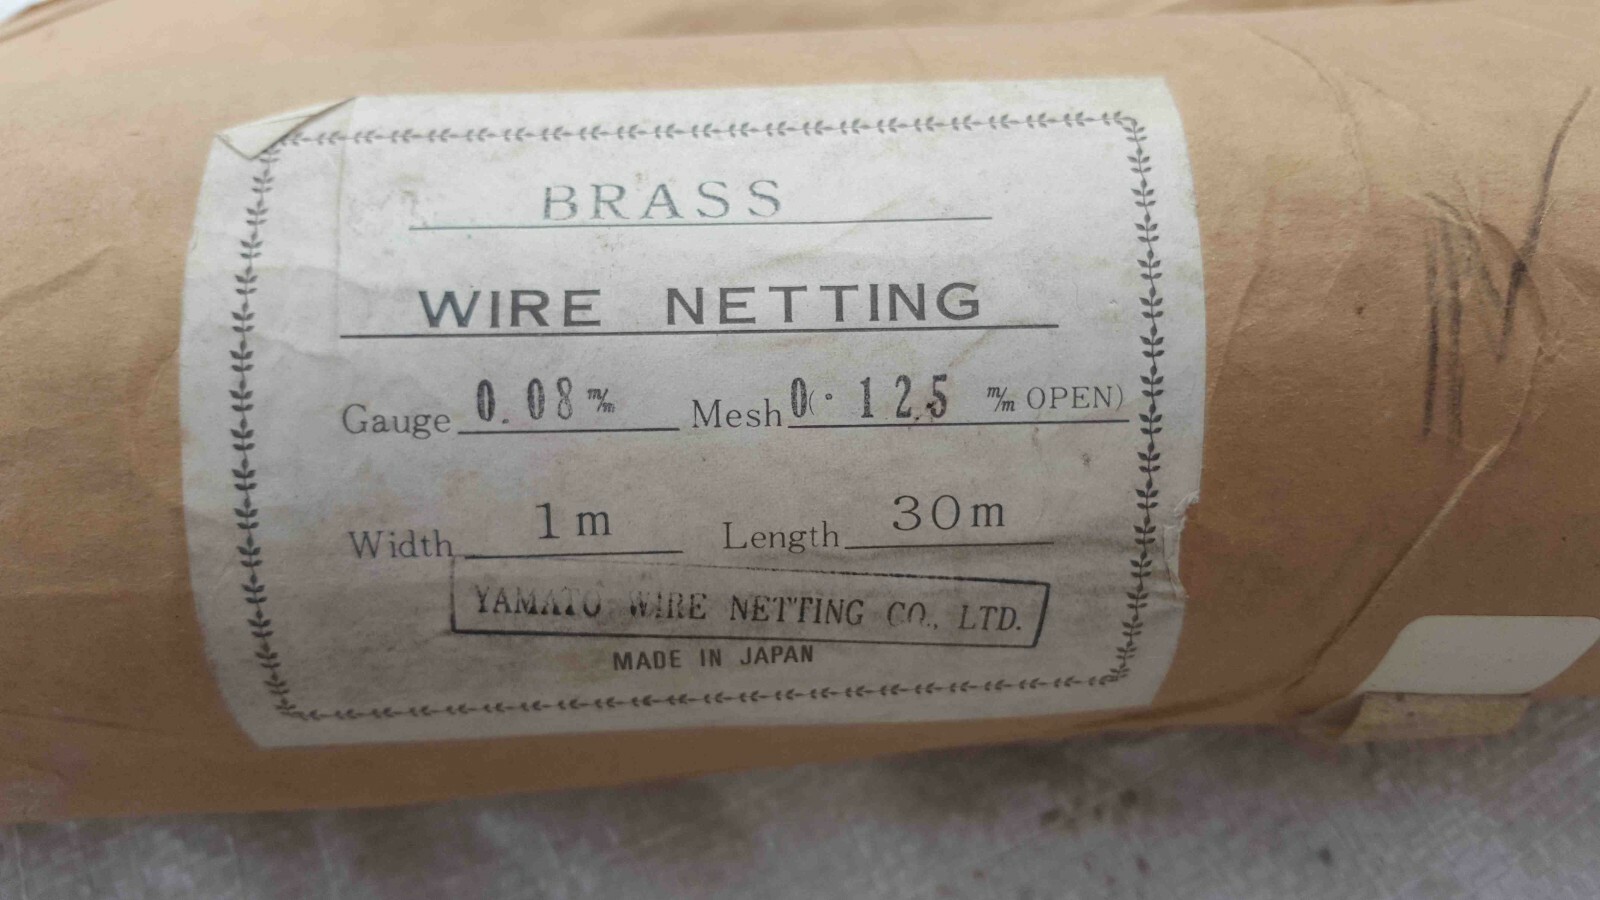 BRASS
WIRE NETTING
Gauge 0.08 m/m Mesh 0(.125 m/m OPEN)
Width 1m Length 30m
YAMATO WIRE NETTING CO., LTD.
MADE IN JAPAN